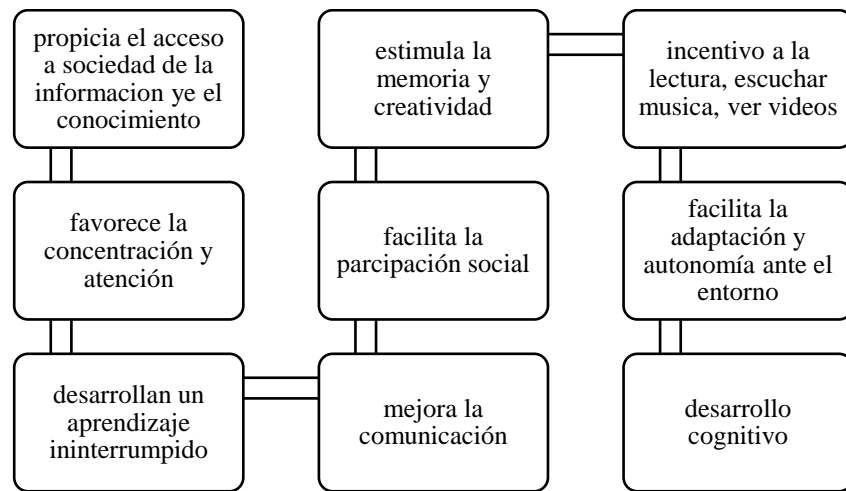 propicia el acceso
a sociedad de la
informacion ye el
conocimiento
favorece la
concentración y
atención
desarrollan un
aprendizaje
ininterrumpido
mejora la
comunicación
facilita la
parcipación social
estimula la
memoria y
creatividad
incentivo a la
lectura, escuchar
musica, ver videos
facilita la
adaptación y
autonomía ante el
entorno
desarrollo
cognitivo